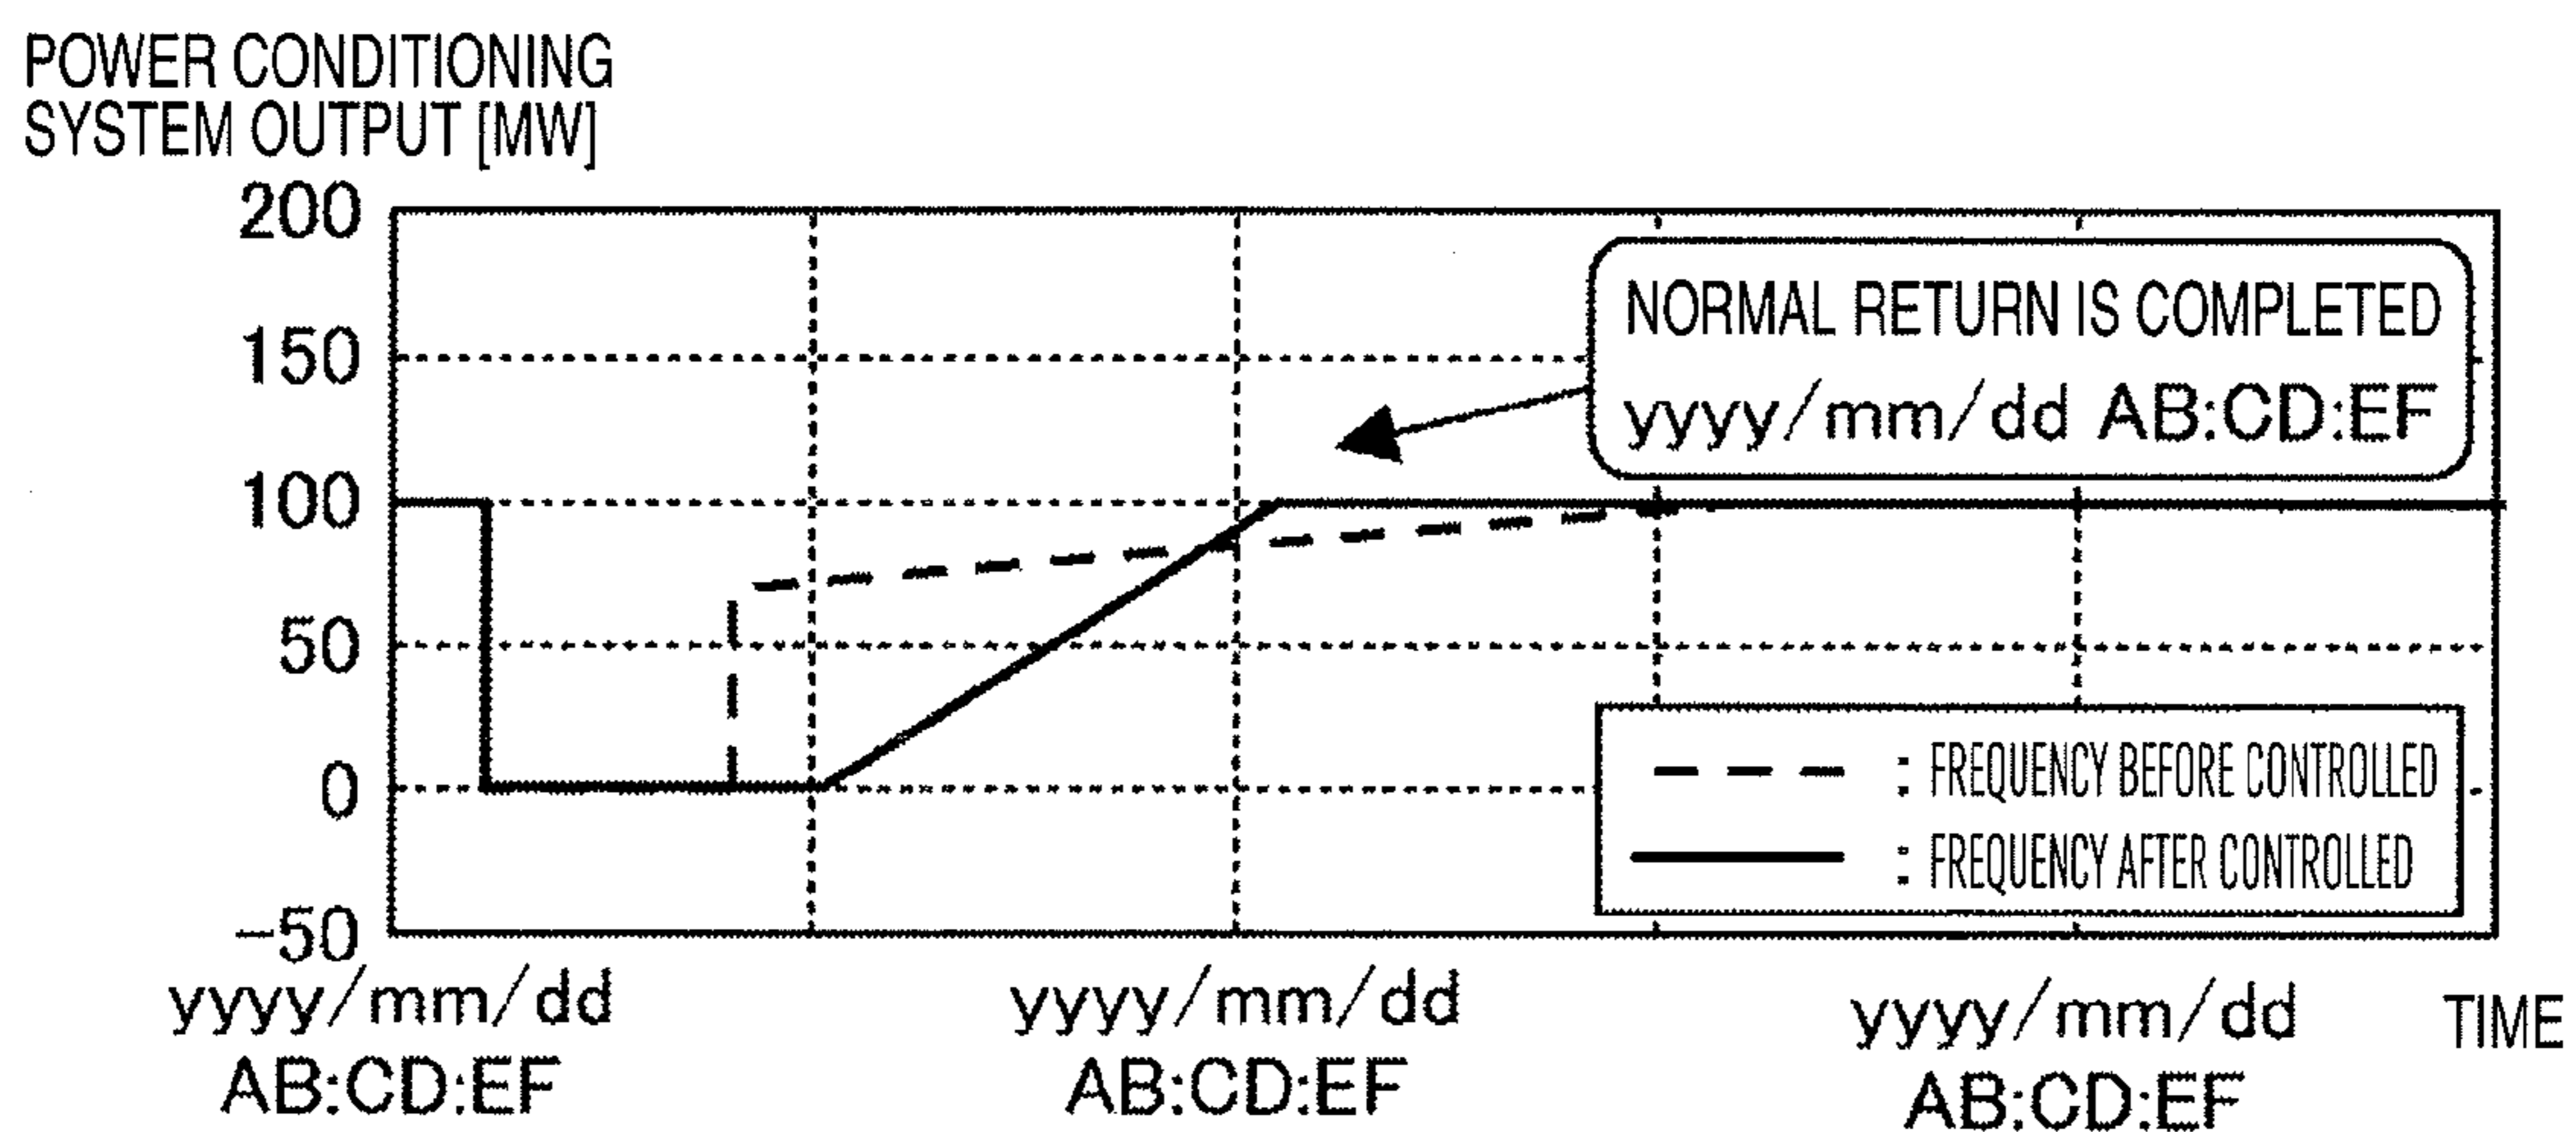 POWER CONDITIONING
SYSTEM OUTPUT [MW]
200
150
100
50
0
-50
NORMAL RETURN IS COMPLETED
yyyy/mm/dd AB:CD:EF
: FREQUENCY BEFORE CONTROLLED
: FREQUENCY AFTER CONTROLLED
yyyy/mm/dd
AB:CD:EF
yyyy/mm/dd
AB:CD:EF
yyyy/mm/dd
AB:CD:EF
TIME